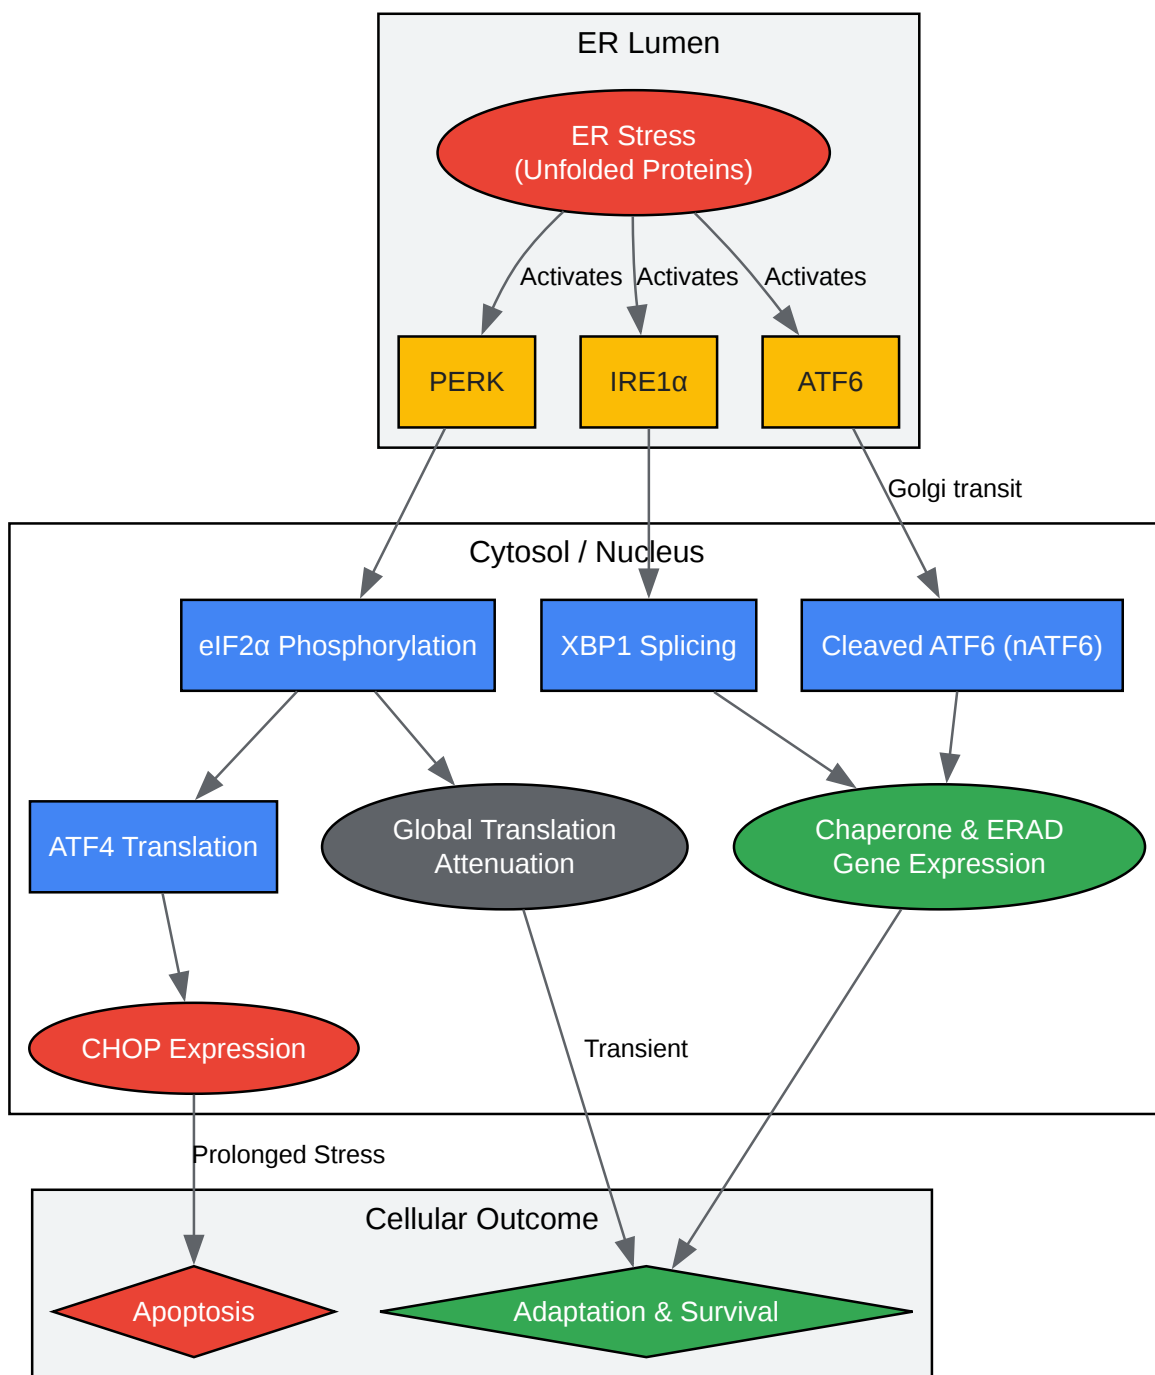 ER Lumen
ER Stress
(Unfolded Proteins)
Activates
Activates
Activates
PERK
IRE1α
ATF6
Golgi transit
Cytosol / Nucleus
eIF2α Phosphorylation
XBP1 Splicing
Cleaved ATF6 (nATF6)
ATF4 Translation
Global Translation
Attenuation
Chaperone & ERAD
Gene Expression
CHOP Expression
Transient
Prolonged Stress
Cellular Outcome
Apoptosis
Adaptation & Survival